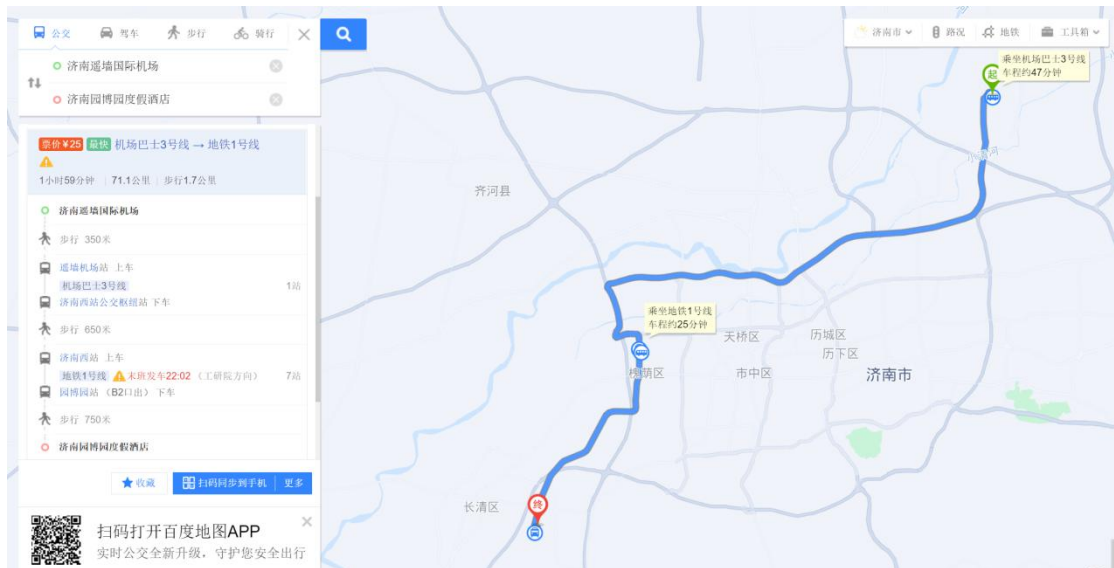 公交 驾车 步行 骑行
济南遥墙国际机场
济南园博园度假酒店
票价¥25 最快 机场巴士3号线 → 地铁1号线
1小时59分钟 | 71.1公里 | 步行1.7公里
济南遥墙国际机场
步行 350米
遥墙机场站 上车
机场巴士3号线 1站
济南西站公交枢纽站 下车
步行 650米
济南西站 上车
地铁1号线 末班发车22:02 (工研院方向) 7站
园博园站 (B2口出) 下车
步行 750米
济南园博园度假酒店
收藏 扫码同步到手机 更多
扫码打开百度地图APP
实时公交全新升级，守护您安全出行
济南市 路况 地铁 工具箱
乘坐机场巴士3号线
车程约47分钟
起
小清河
齐河县
乘坐地铁1号线
车程约25分钟
天桥区
历城区
历下区
槐荫区
市中区
济南市
长清区
终